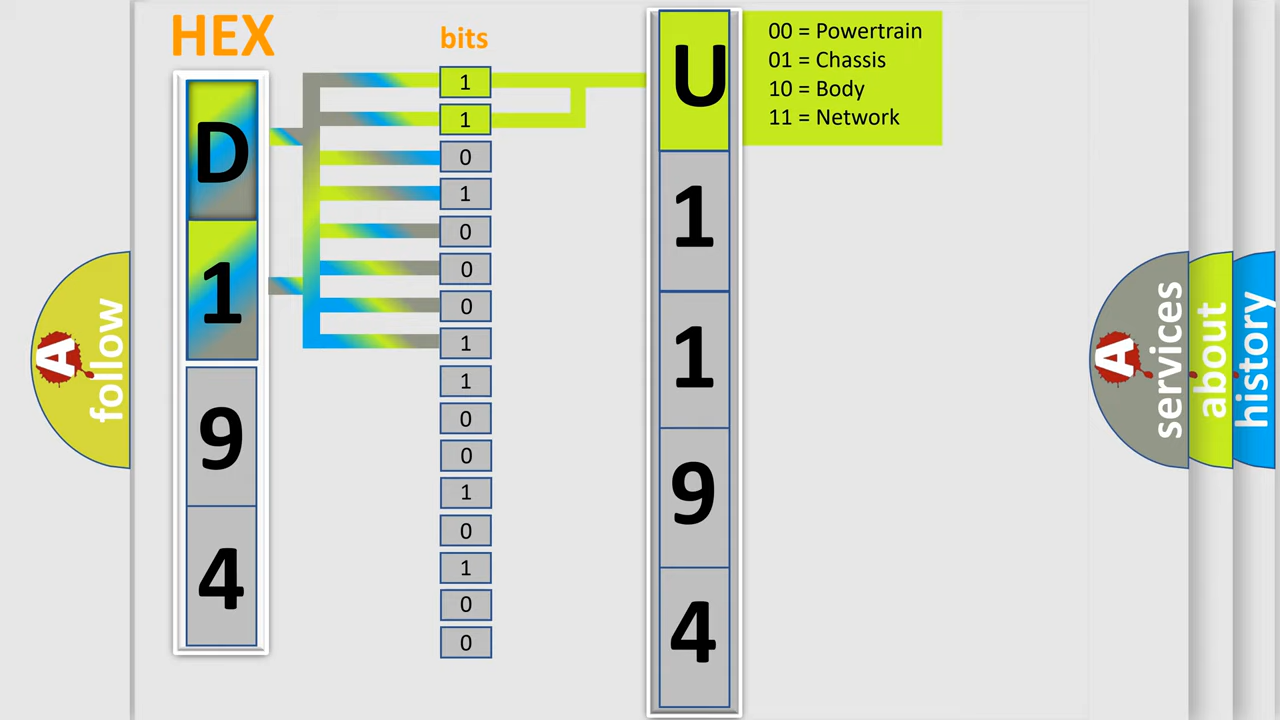 HEX
bits
D
1
9
4
1
1
0
1
0
0
0
1
1
0
0
1
0
1
0
0
U
1
1
9
4
00 = Powertrain
01 = Chassis
10 = Body
11 = Network
A
follow
A
services
about
history